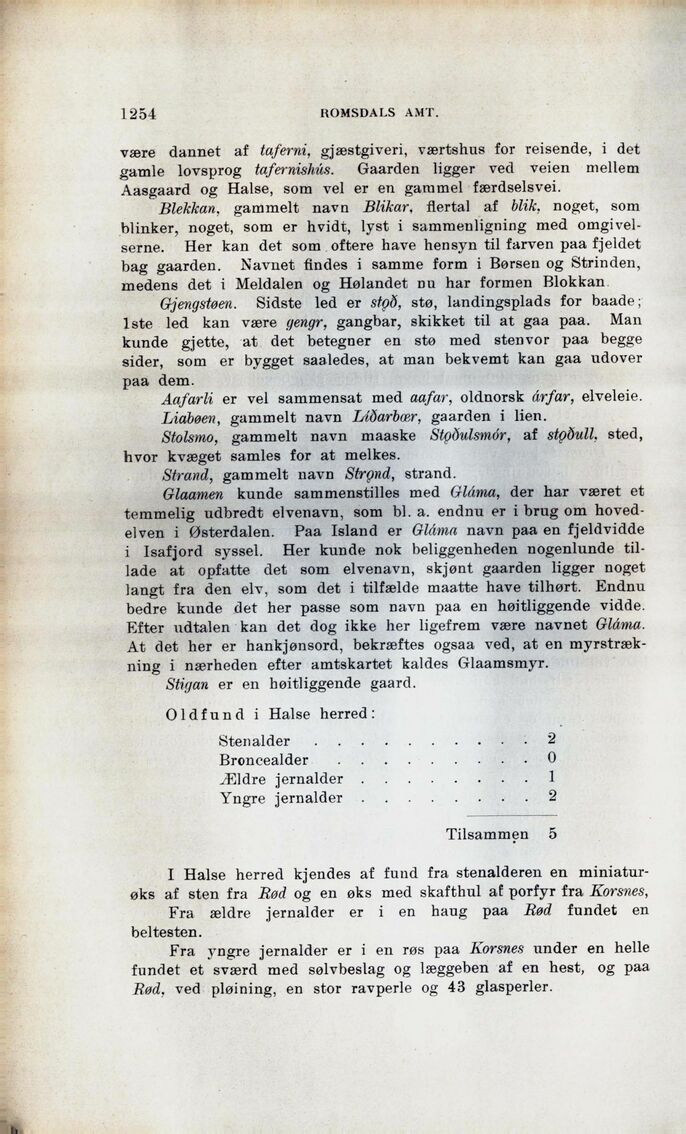 1254 ROMSDALS AMT.
være dannet af taferni, gjæstgiveri, værtshus for reisende, i det
gamle lovsprog tafernishús. Gaarden ligger ved veien mellem
Aasgaard og Halse, som vel er en gammel færdselsvei.
Blekkan, gammelt navn Blikar, flertal af blik, noget, som
blinker, noget, som er hvidt, lyst i sammenligning med omgivel-
serne. Her kan det som oftere have hensyn til farven paa fjeldet
bag gaarden. Navnet findes i samme form i Børsen og Strinden,
medens det i Meldalen og Hølandet nu har formen Blokkan.
Gjengstøen. Sidste led er stǫð, stø, landingsplads for baade;
1ste led kan være gengr, gangbar, skikket til at gaa paa. Man
kunde gjette, at det betegner en stø med stenvor paa begge
sider, som er bygget saaledes, at man bekvemt kan gaa udover
paa dem.
Aafarli er vel sammensat med aafar, oldnorsk árfar, elveleie.
Liabøen, gammelt navn Líðarbœr, gaarden i lien.
Stolsmo, gammelt navn maaske Stǫðulsmór, af stǫðull, sted,
hvor kvæget samles for at melkes.
Strand, gammelt navn Strǫnd, strand.
Glaamen kunde sammenstilles med Gláma, der har været et
temmelig udbredt elvenavn, som bl. a. endnu er i brug om hoved-
elven i Østerdalen. Paa Island er Gláma navn paa en fjeldvidde
i Isafjord syssel. Her kunde nok beliggenheden nogenlunde til-
lade at opfatte det som elvenavn, skjønt gaarden ligger noget
langt fra den elv, som det i tilfælde maatte have tilhørt. Endnu
bedre kunde det her passe som navn paa en høitliggende vidde.
Efter udtalen kan det dog ikke her ligefrem være navnet Gláma.
At det her er hankjønsord, bekræftes ogsaa ved, at en myrstræk-
ning i nærheden efter amtskartet kaldes Glaamsmyr.
Stigan er en høitliggende gaard.
Oldfund i Halse herred:
Stenalder . . . . . . . . . . 2
Broncealder . . . . . . . . . 0
Ældre jernalder . . . . . . . . 1
Yngre jernalder . . . . . . . . 2
Tilsammen 5
I Halse herred kjendes af fund fra stenalderen en miniatur-
øks af sten fra Rød og en øks med skafthul af porfyr fra Korsnes,
Fra ældre jernalder er i en haug paa Rød fundet en
beltesten.
Fra yngre jernalder er i en røs paa Korsnes under en helle
fundet et sværd med sølvbeslag og læggeben af en hest, og paa
Rød, ved pløining, en stor ravperle og 43 glasperler.